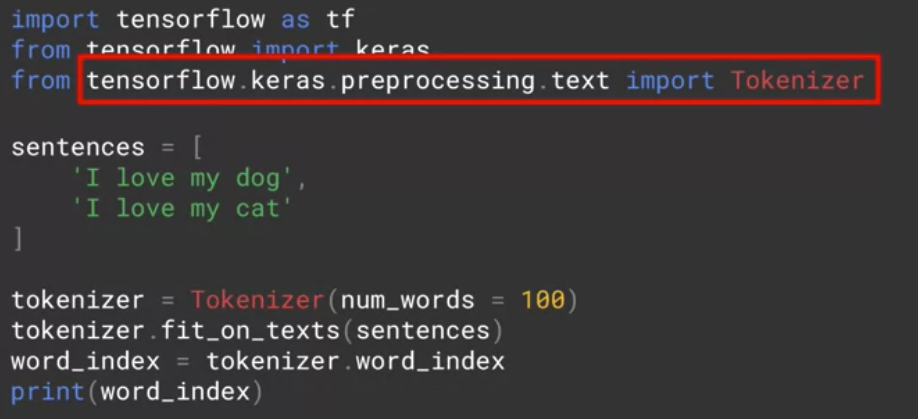 import tensorflow as tf
from tensorflow import keras
from tensorflow.keras.preprocessing.text import Tokenizer
sentences = [
'I love my dog',
'I love my cat'
]
tokenizer = Tokenizer(num_words = 100)
tokenizer.fit_on_texts(sentences)
word_index = tokenizer.word_index
print(word_index)